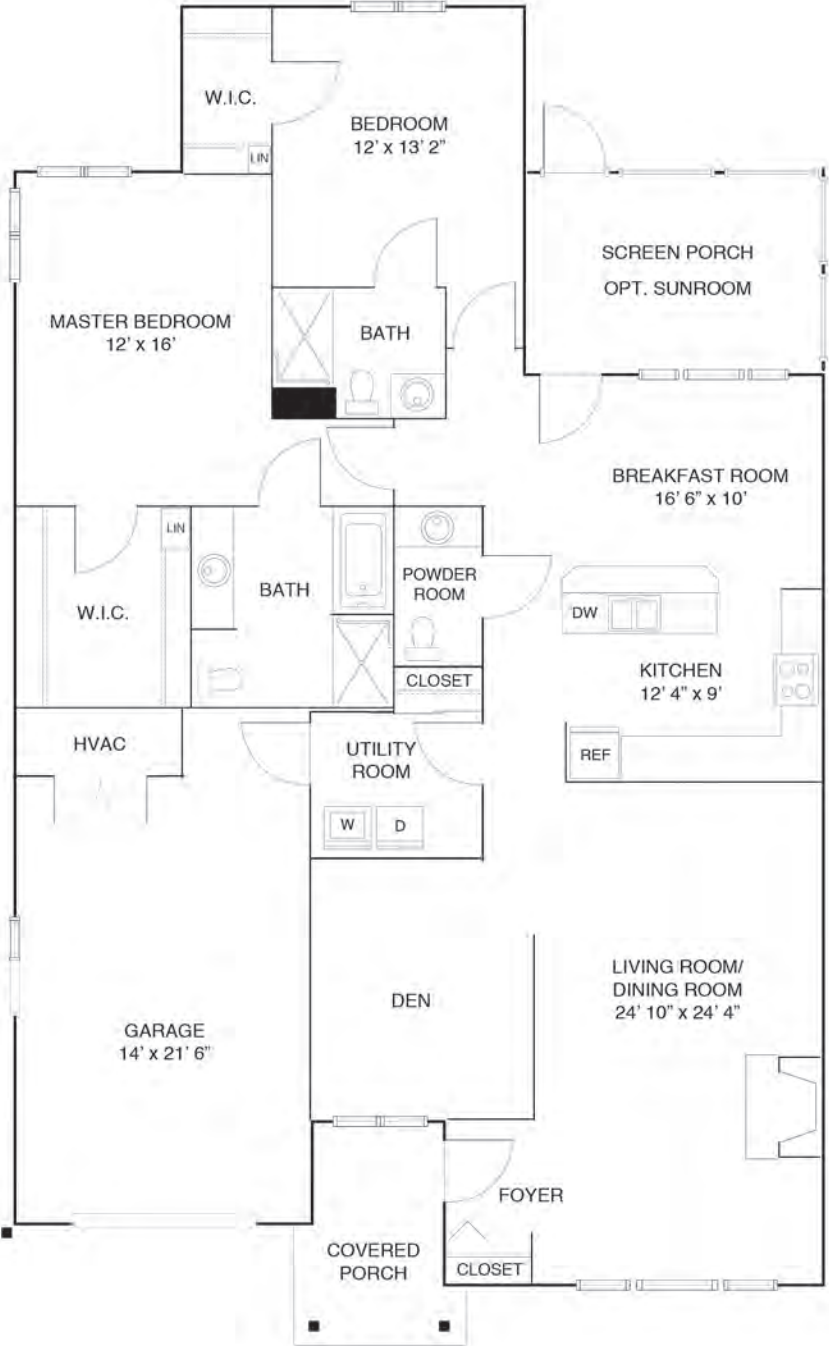 W.I.C.
BEDROOM
12’ x 13’ 2”
LIN
SCREEN PORCH
OPT. SUNROOM
MASTER BEDROOM
12’ x 16’
BATH
BREAKFAST ROOM
16’ 6” x 10’
LIN
W.I.C.
BATH
POWDER
ROOM
DW
KITCHEN
12’ 4” x 9’
CLOSET
HVAC
UTILITY
ROOM
REF
W
D
LIVING ROOM/
DINING ROOM
24’ 10” x 24’ 4”
DEN
GARAGE
14’ x 21’ 6”
FOYER
COVERED
PORCH
CLOSET